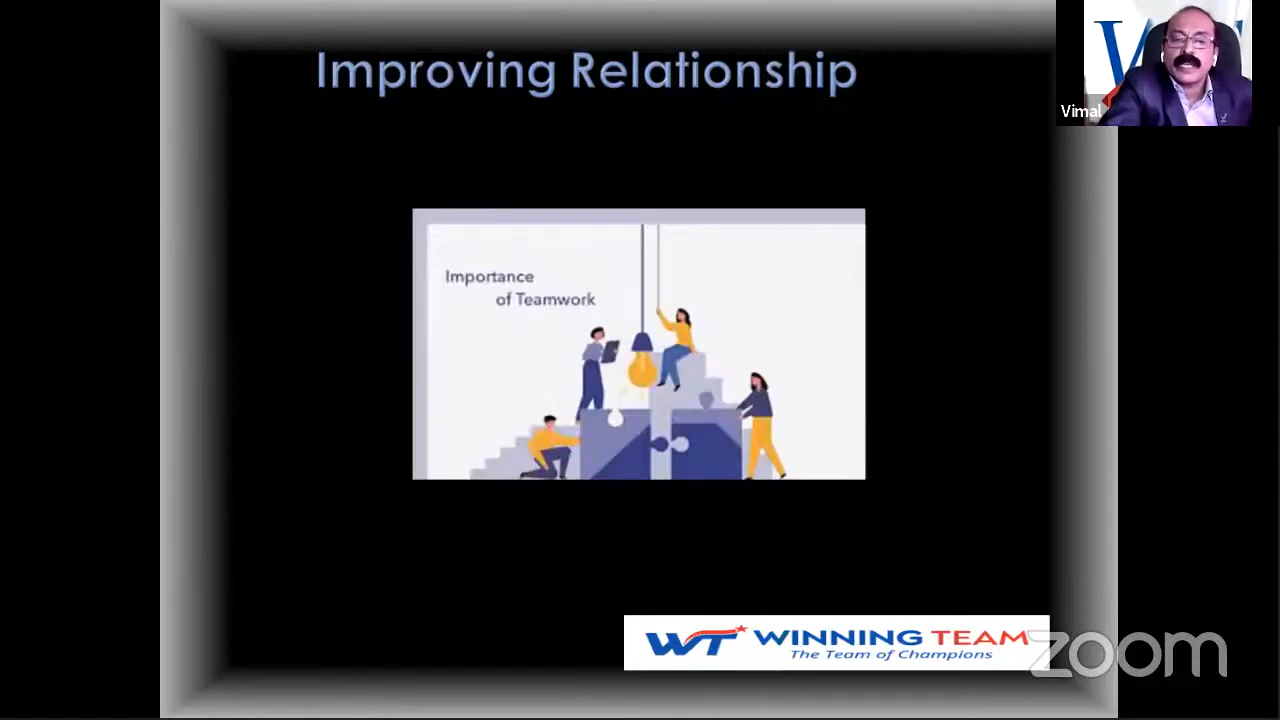 Improving Relationship
Vimal
Importance
of Teamwork
WT WINNING TEAM
The Team of Champions
zoom